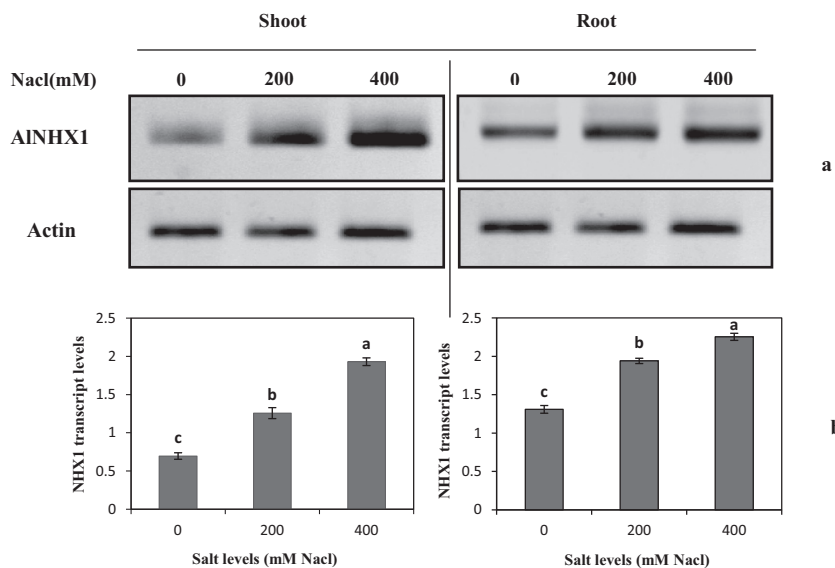 Shoot Root
Nacl(mM) 0 200 400 0 200 400
AlNHX1
a
Actin
2.5
2
1.5
1
0.5
0
NHX1 transcript levels
c
b
a
0 200 400
Salt levels (mM Nacl)
2.5
2
1.5
1
0.5
0
NHX1 transcript levels
c
b
a
0 200 400
Salt levels (mM Nacl)